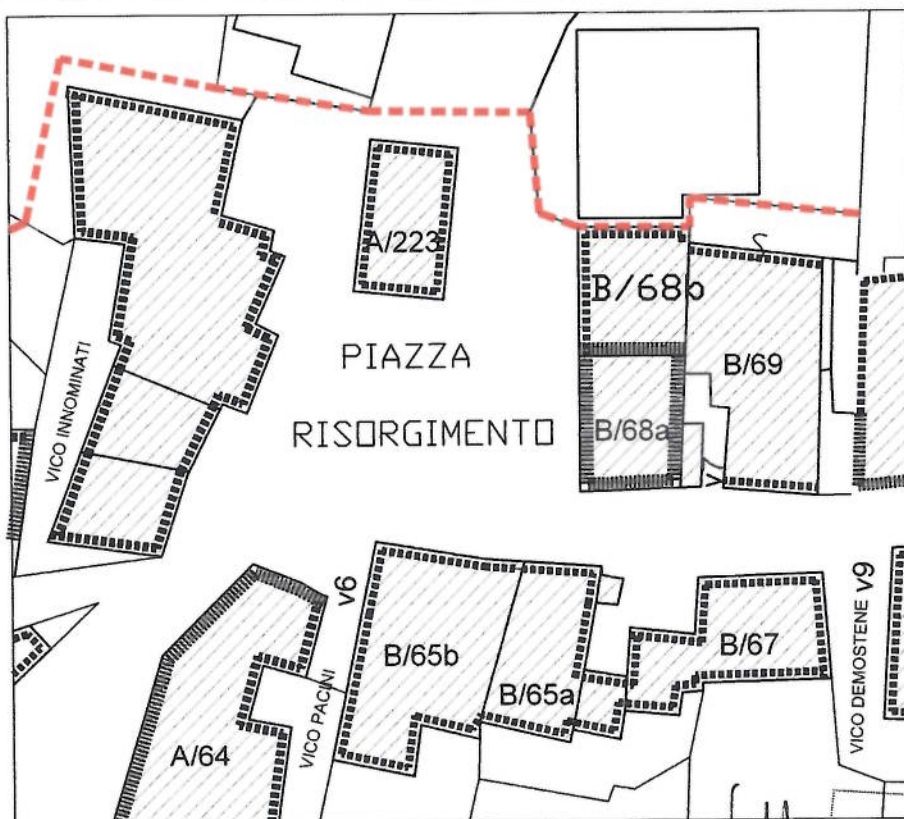 A/223
B/68b
PIAZZA
B/69
RISORGIMENTO
B/68a
VICO INNOMINATI
v6
v9
B/65b
B/67
B/65a
VICO PACINI
VICO DEMOSTENE
A/64